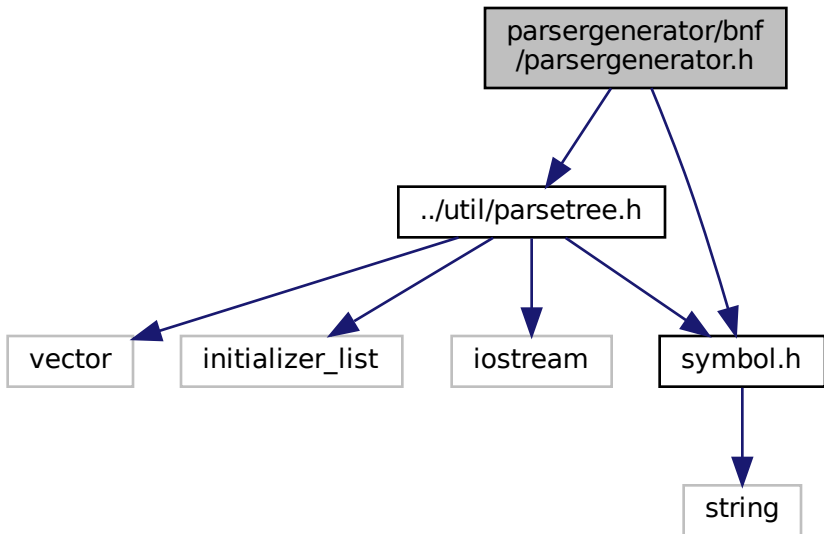 parsergenerator/bnf
/parsergenerator.h
../util/parsetree.h
vector
initializer_list
iostream
symbol.h
string